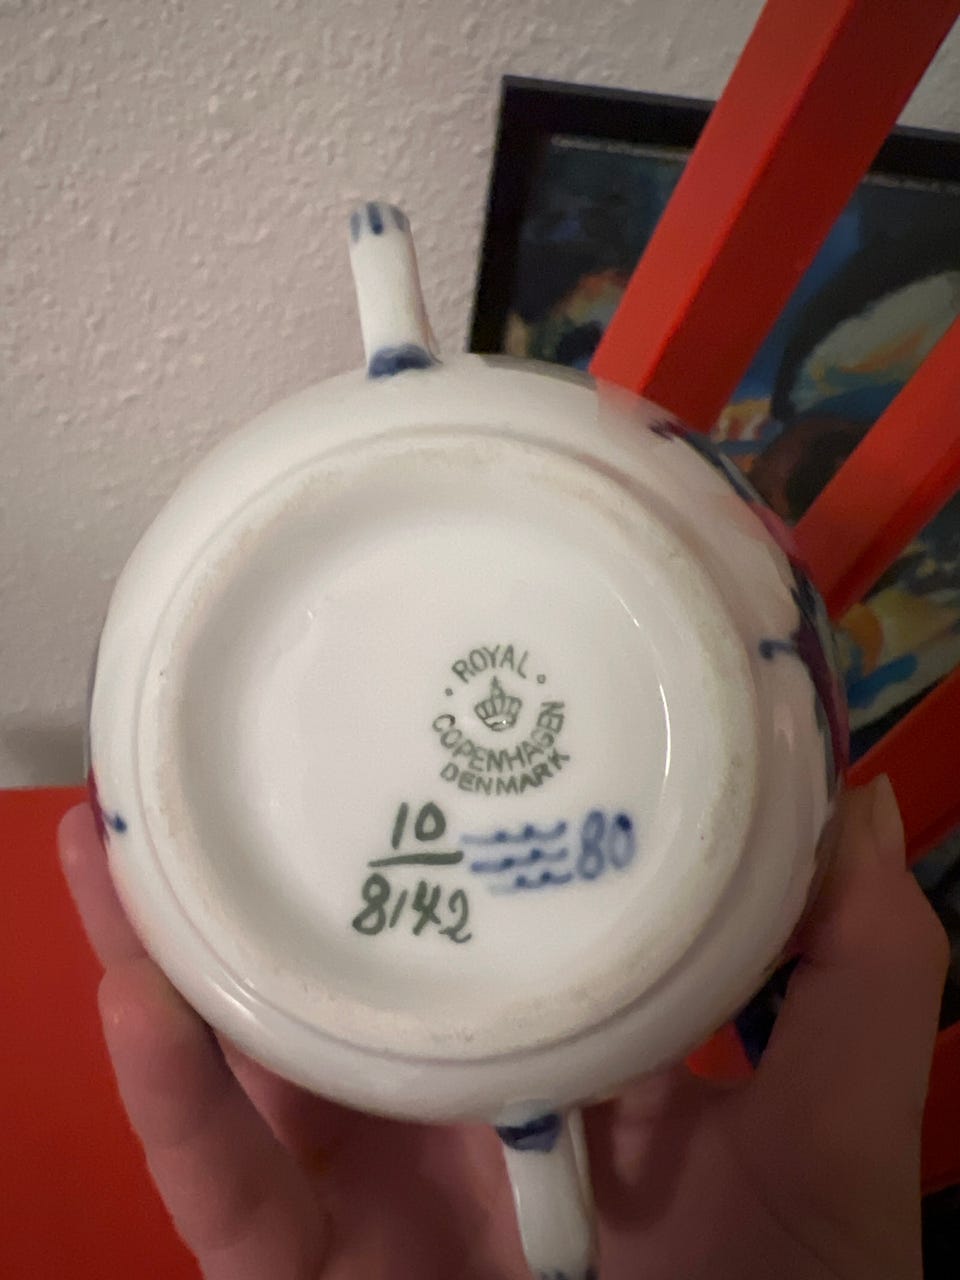 ROYAL
COPENHAGEN
DENMARK
10
80
8142